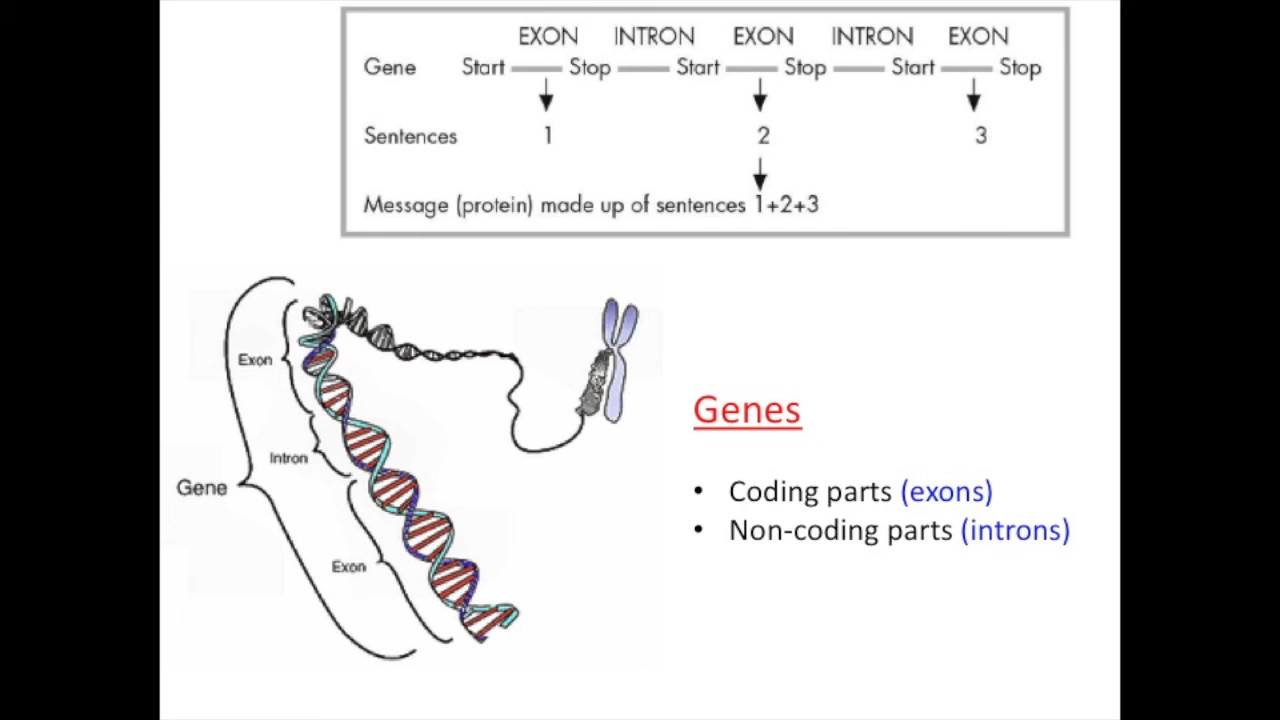 EXON INTRON EXON INTRON EXON
Gene Start Stop Start Stop Start Stop
Sentences 1 2 3
Message (protein) made up of sentences 1+2+3
Exon
Intron
Gene
Exon
Genes
• Coding parts (exons)
• Non-coding parts (introns)